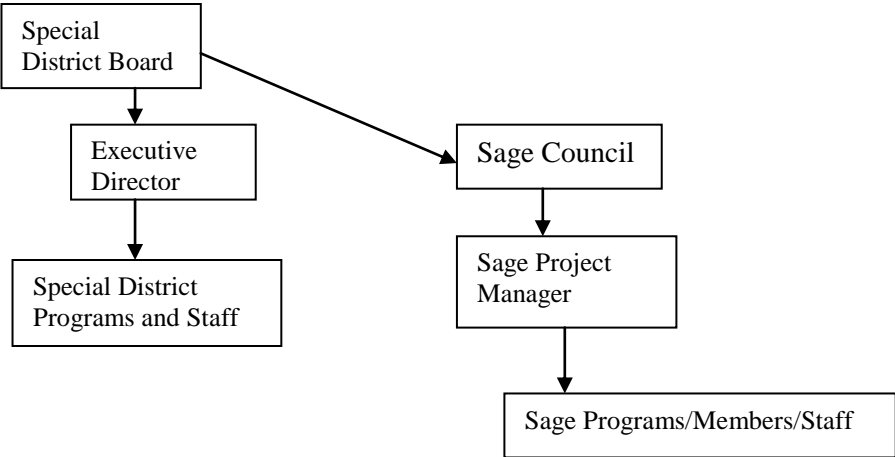 Special
District Board
Executive
Director
Sage Council
Special District
Programs and Staff
Sage Project
Manager
Sage Programs/Members/Staff